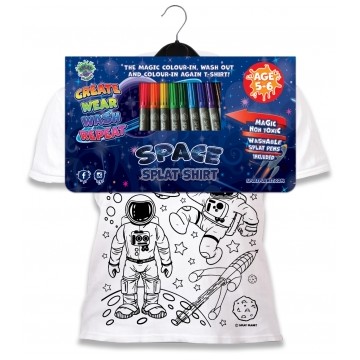 "THE MAGIC COLOUR-IN, WASH OUT
AND COLOUR-IN AGAIN T-SHIRT!
AGE
5-6
CREATE
WEAR
WASH
REPEAT
MAGIC
NON TOXIC
WASHABLE
SPLAT PENS
INCLUDED
SPACE
SPLAT SHIRT